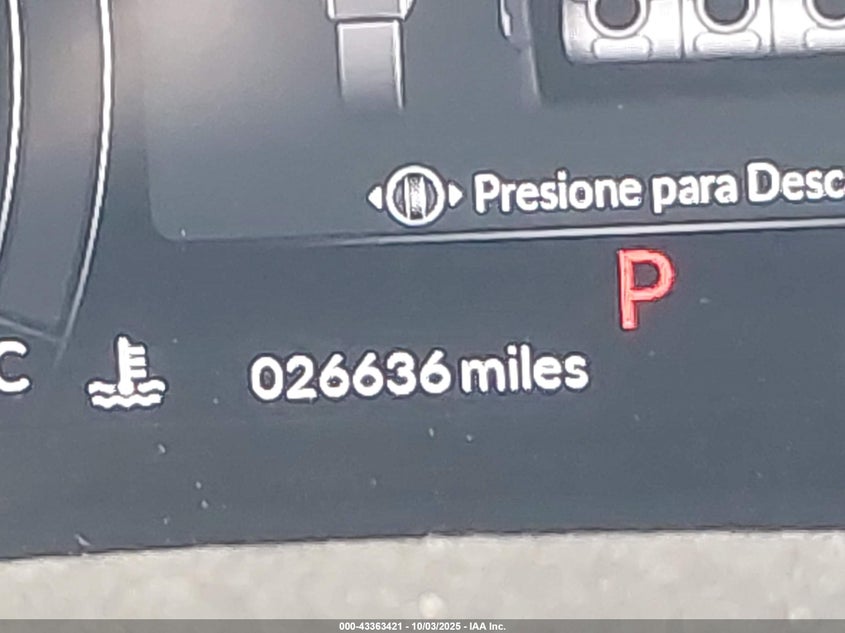 Presione para Desc
P
C
026636 miles
000-43363421 - 10/03/2025 - IAA Inc.